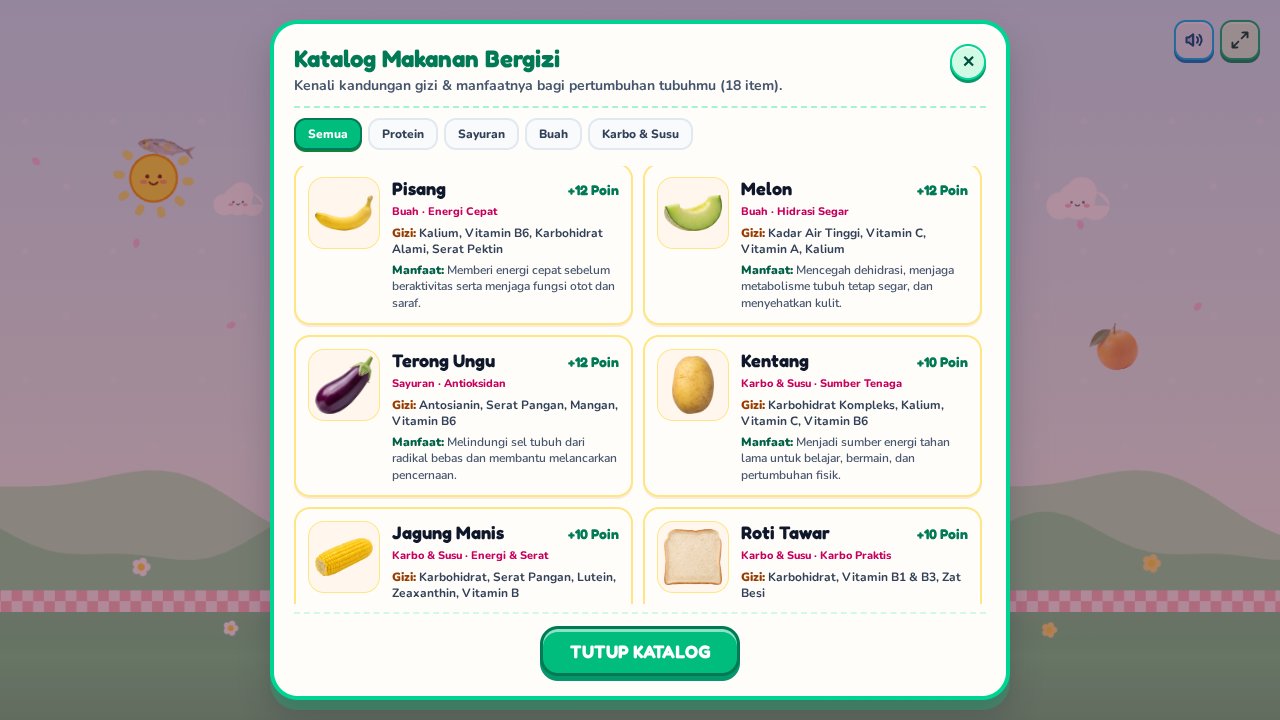 Katalog Makanan Bergizi
Kenali kandungan gizi & manfaatnya bagi pertumbuhan tubuhmu (18 item).
Semua
Protein
Sayuran
Buah
Karbo & Susu
Pisang
+12 Poin
Buah · Energi Cepat
Gizi: Kalium, Vitamin B6, Karbohidrat
Alami, Serat Pektin
Manfaat: Memberi energi cepat sebelum
beraktivitas serta menjaga fungsi otot dan
saraf.
Melon
+12 Poin
Buah · Hidrasi Segar
Gizi: Kadar Air Tinggi, Vitamin C,
Vitamin A, Kalium
Manfaat: Mencegah dehidrasi, menjaga
metabolisme tubuh tetap segar, dan
menyehatkan kulit.
Terong Ungu
+12 Poin
Sayuran · Antioksidan
Gizi: Antosianin, Serat Pangan, Mangan,
Vitamin B6
Manfaat: Melindungi sel tubuh dari
radikal bebas dan membantu melancarkan
pencernaan.
Kentang
+10 Poin
Karbo & Susu · Sumber Tenaga
Gizi: Karbohidrat Kompleks, Kalium,
Vitamin C, Vitamin B6
Manfaat: Menjadi sumber energi tahan
lama untuk belajar, bermain, dan
pertumbuhan fisik.
Jagung Manis
+10 Poin
Karbo & Susu · Energi & Serat
Gizi: Karbohidrat, Serat Pangan, Lutein,
Zeaxanthin, Vitamin B
Roti Tawar
+10 Poin
Karbo & Susu · Karbo Praktis
Gizi: Karbohidrat, Vitamin B1 & B3, Zat
Besi
TUTUP KATALOG